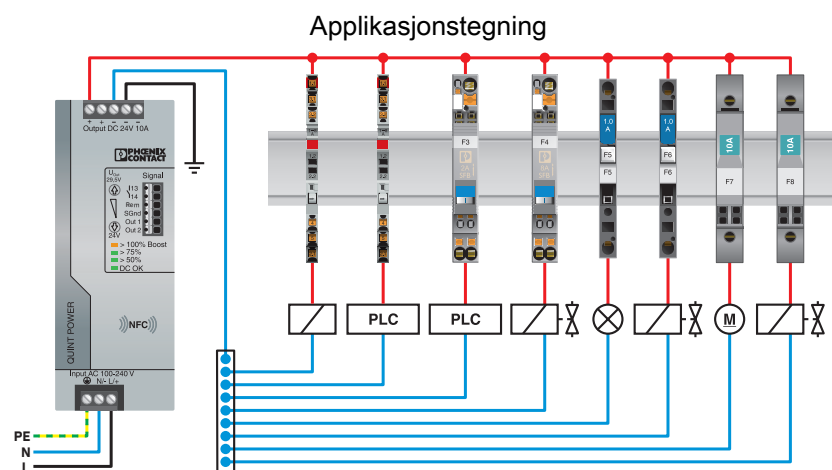 Applikasjonstegning
+ + − − −
Output DC 24V 10A
PHŒNIX
CONTACT
UOut
29,5V
24V
Signal
13
14
Rem
SGnd
Out 1
Out 2
> 100% Boost
> 75%
> 50%
DC OK
QUINT POWER
NFC
Input AC 100-240 V
N/- L/+
PE
N
L
F3
F4
1.0
A
F5
F5
1.0
A
F6
F6
10A
F7
10A
F8
PLC
PLC
M